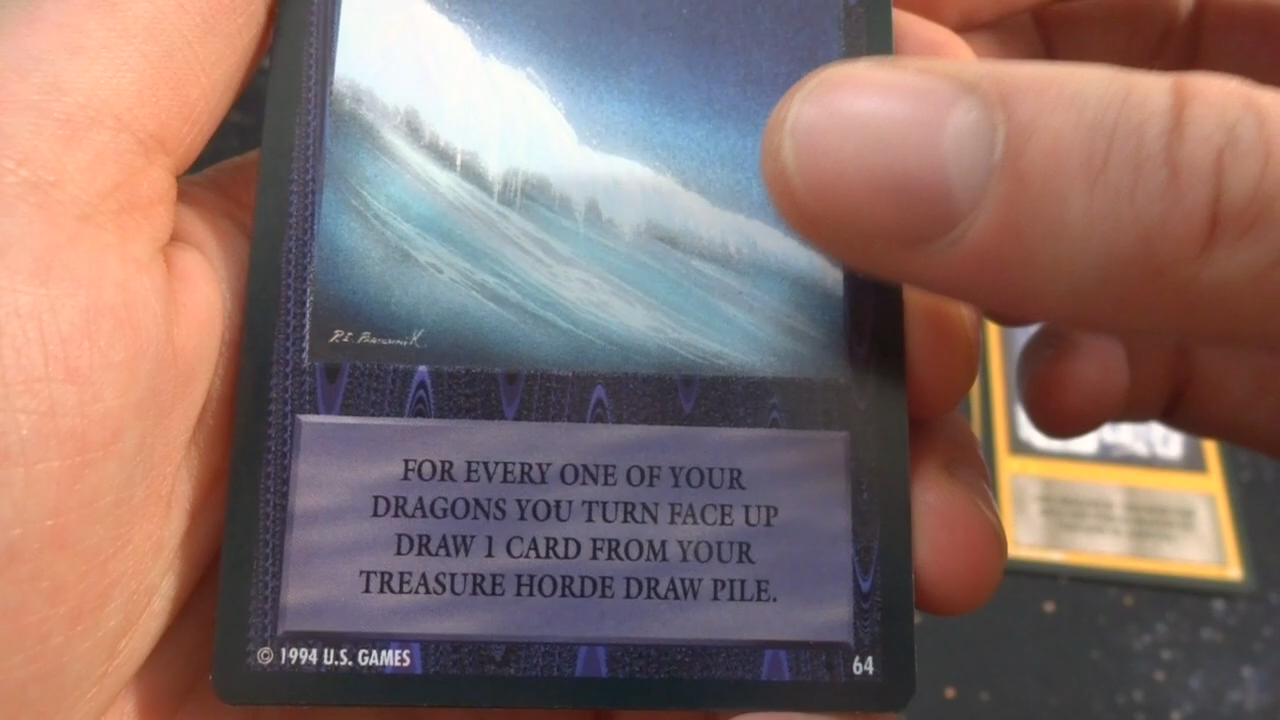 FOR EVERY ONE OF YOUR
DRAGONS YOU TURN FACE UP
DRAW 1 CARD FROM YOUR
TREASURE HORDE DRAW PILE.
© 1994 U.S. GAMES
64